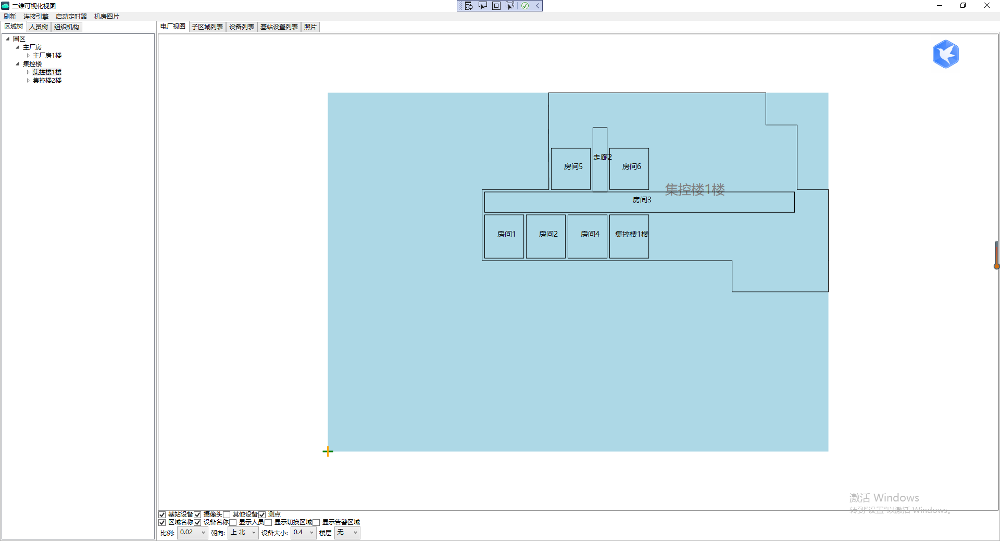 二维可视化视图
刷新 连接引擎 启动定时器 机房图片
区域树 人员树 组织机构
电厂视图 子区域列表 设备列表 基站设置列表 照片
园区
主厂房
主厂房1楼
集控楼
集控楼1楼
集控楼2楼
走廊2
房间5
房间6
集控楼1楼
房间3
房间1
房间2
房间4
集控楼1楼
激活 Windows
转到"设置"以激活 Windows。
基站设备 摄像头 其他设备 测点
区域名称 设备名称 显示人员 显示切换区域 显示告警区域
比例: 0.02 朝向: 上北 设备大小: 0.4 楼层 无